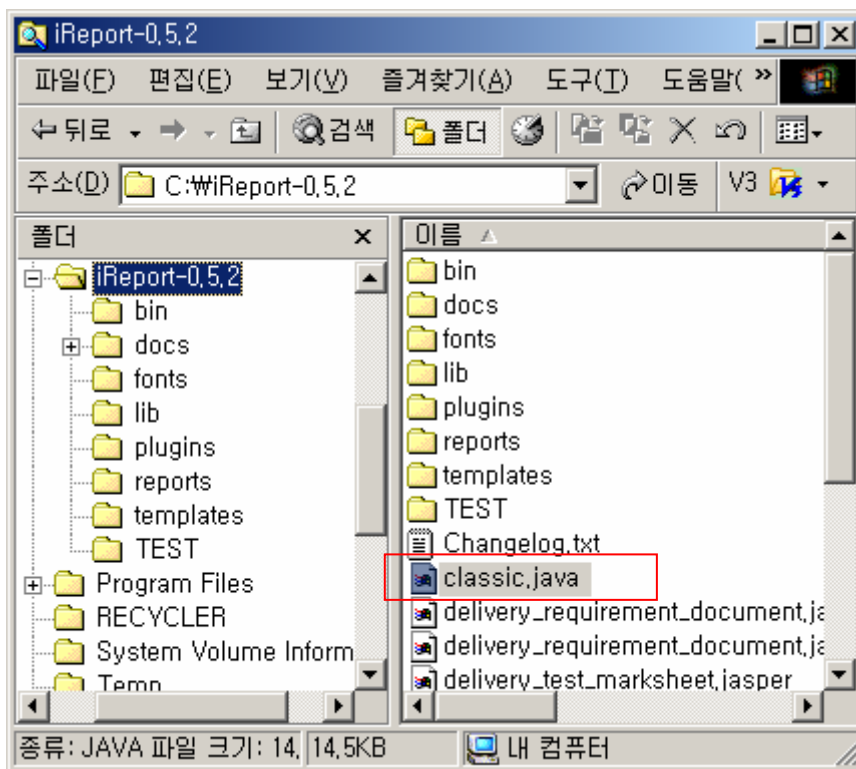 iReport-0,5,2
파일(F) 편집(E) 보기(V) 즐겨찾기(A) 도구(T) 도움말( »
뒤로 검색 폴더
주소(D) C:₩iReport-0,5,2 이동 V3
폴더 x
iReport-0,5,2
bin
docs
fonts
lib
plugins
reports
templates
TEST
Program Files
RECYCLER
System Volume Inform
Temp
이름
bin
docs
fonts
lib
plugins
reports
templates
TEST
Changelog,txt
classic,java
delivery_requirement_document,ja
delivery_requirement_document,ja
delivery_test_marksheet,jasper
종류: JAVA 파일 크기: 14, 14,5KB 내 컴퓨터